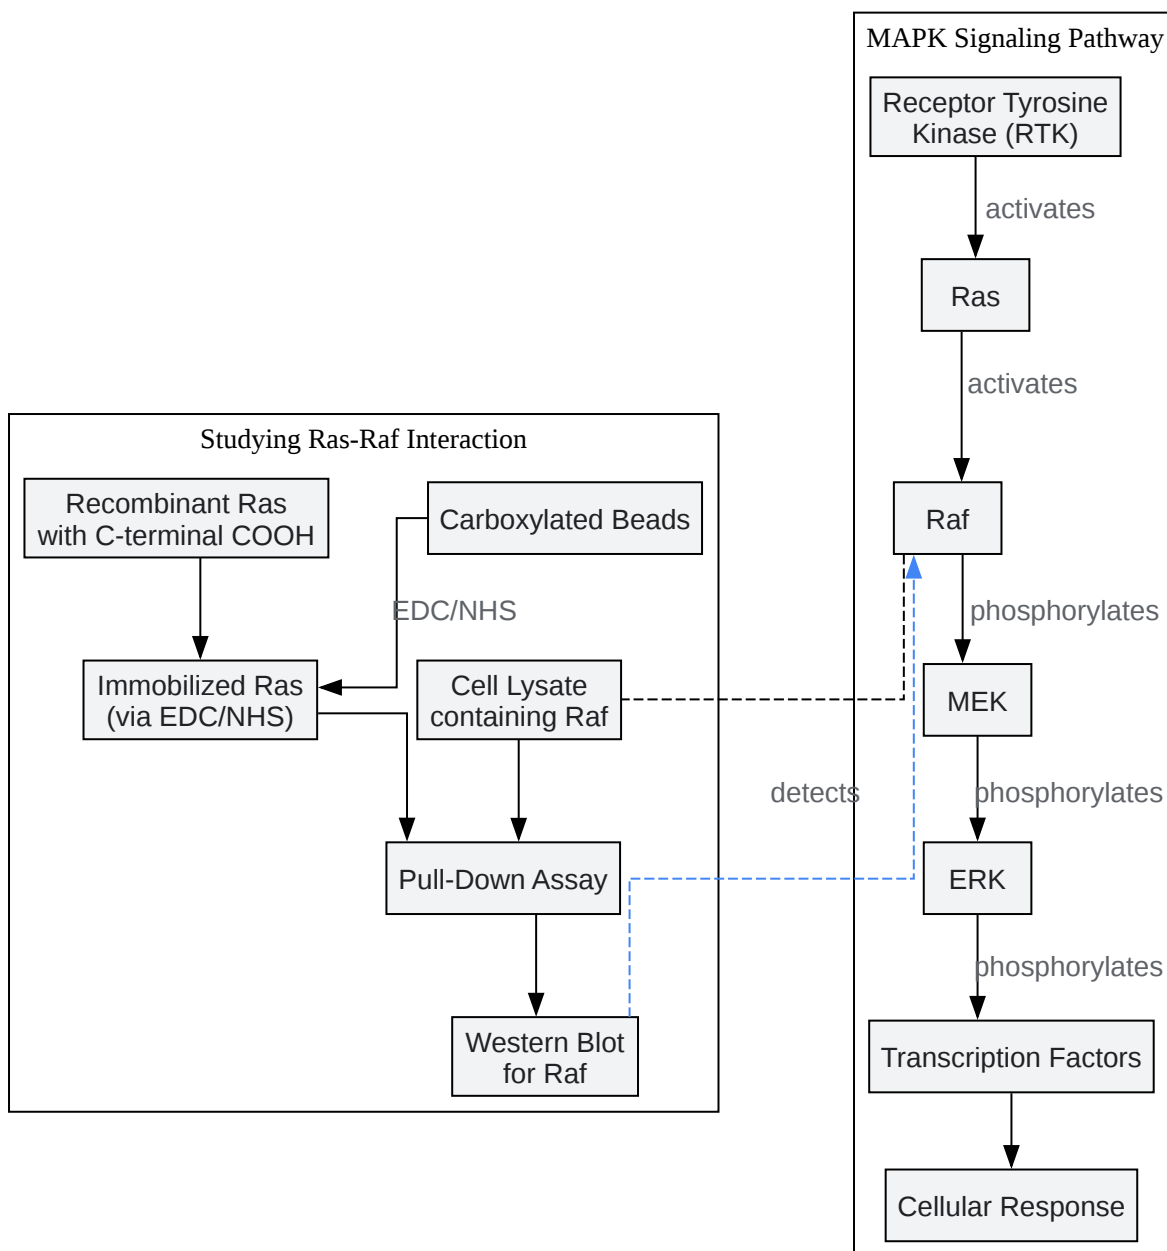 MAPK Signaling Pathway
Receptor Tyrosine
Kinase (RTK)
activates
Ras
activates
Raf
phosphorylates
MEK
phosphorylates
ERK
phosphorylates
Transcription Factors
Cellular Response
Studying Ras-Raf Interaction
Recombinant Ras
with C-terminal COOH
Carboxylated Beads
EDC/NHS
Immobilized Ras
(via EDC/NHS)
Cell Lysate
containing Raf
detects
Pull-Down Assay
Western Blot
for Raf